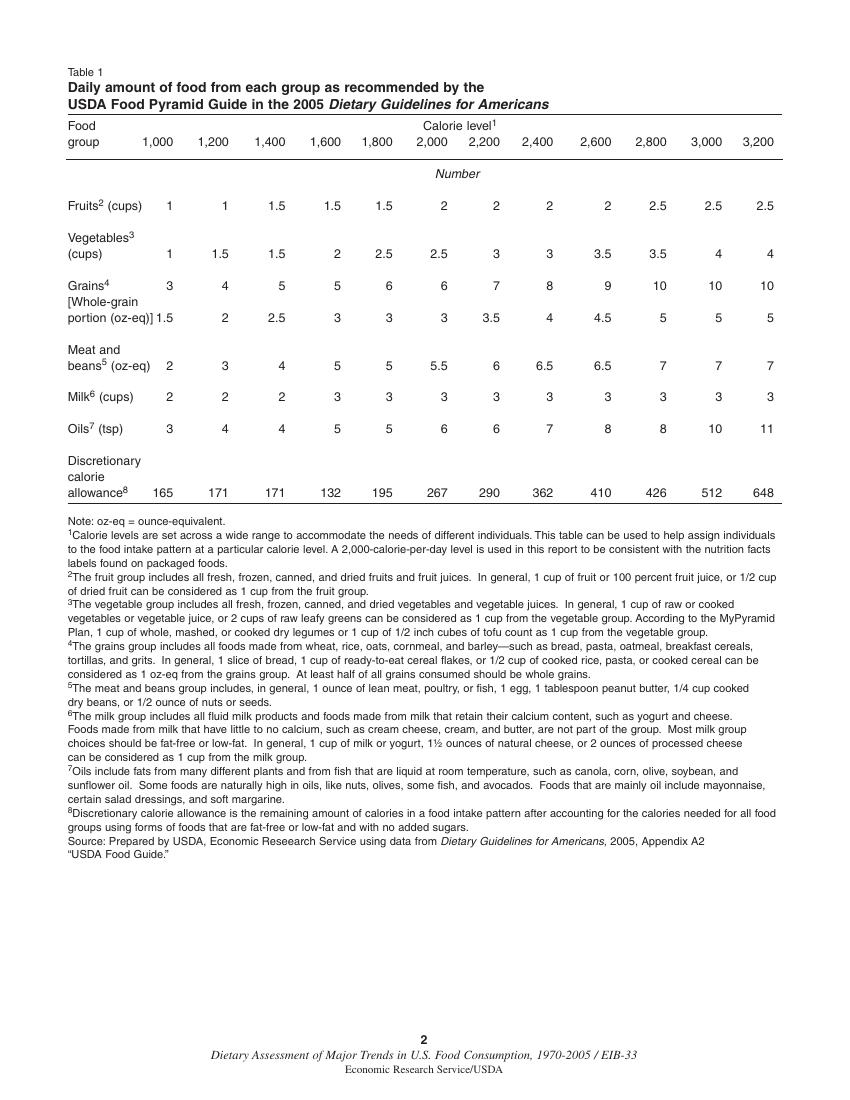 Table 1
Daily amount of food from each group as recommended by the
USDA Food Pyramid Guide in the 2005 Dietary Guidelines for Americans
Food Calorie level1
group 1,000 1,200 1,400 1,600 1,800 2,000 2,200 2,400 2,600 2,800 3,000 3,200
Number
Fruits2 (cups) 1 1 1.5 1.5 1.5 2 2 2 2 2.5 2.5 2.5
Vegetables3
(cups) 1 1.5 1.5 2 2.5 2.5 3 3 3.5 3.5 4 4
Grains4 3 4 5 5 6 6 7 8 9 10 10 10
[Whole-grain
portion (oz-eq)] 1.5 2 2.5 3 3 3 3.5 4 4.5 5 5 5
Meat and
beans5 (oz-eq) 2 3 4 5 5 5.5 6 6.5 6.5 7 7 7
Milk6 (cups) 2 2 2 3 3 3 3 3 3 3 3 3
Oils7 (tsp) 3 4 4 5 5 6 6 7 8 8 10 11
Discretionary
calorie
allowance8 165 171 171 132 195 267 290 362 410 426 512 648
Note: oz-eq = ounce-equivalent.
1Calorie levels are set across a wide range to accommodate the needs of different individuals. This table can be used to help assign individuals
to the food intake pattern at a particular calorie level. A 2,000-calorie-per-day level is used in this report to be consistent with the nutrition facts
labels found on packaged foods.
2The fruit group includes all fresh, frozen, canned, and dried fruits and fruit juices. In general, 1 cup of fruit or 100 percent fruit juice, or 1/2 cup
of dried fruit can be considered as 1 cup from the fruit group.
3The vegetable group includes all fresh, frozen, canned, and dried vegetables and vegetable juices. In general, 1 cup of raw or cooked
vegetables or vegetable juice, or 2 cups of raw leafy greens can be considered as 1 cup from the vegetable group. According to the MyPyramid
Plan, 1 cup of whole, mashed, or cooked dry legumes or 1 cup of 1/2 inch cubes of tofu count as 1 cup from the vegetable group.
4The grains group includes all foods made from wheat, rice, oats, cornmeal, and barley—such as bread, pasta, oatmeal, breakfast cereals,
tortillas, and grits. In general, 1 slice of bread, 1 cup of ready-to-eat cereal flakes, or 1/2 cup of cooked rice, pasta, or cooked cereal can be
considered as 1 oz-eq from the grains group. At least half of all grains consumed should be whole grains.
5The meat and beans group includes, in general, 1 ounce of lean meat, poultry, or fish, 1 egg, 1 tablespoon peanut butter, 1/4 cup cooked
dry beans, or 1/2 ounce of nuts or seeds.
6The milk group includes all fluid milk products and foods made from milk that retain their calcium content, such as yogurt and cheese.
Foods made from milk that have little to no calcium, such as cream cheese, cream, and butter, are not part of the group. Most milk group
choices should be fat-free or low-fat. In general, 1 cup of milk or yogurt, 1½ ounces of natural cheese, or 2 ounces of processed cheese
can be considered as 1 cup from the milk group.
7Oils include fats from many different plants and from fish that are liquid at room temperature, such as canola, corn, olive, soybean, and
sunflower oil. Some foods are naturally high in oils, like nuts, olives, some fish, and avocados. Foods that are mainly oil include mayonnaise,
certain salad dressings, and soft margarine.
8Discretionary calorie allowance is the remaining amount of calories in a food intake pattern after accounting for the calories needed for all food
groups using forms of foods that are fat-free or low-fat and with no added sugars.
Source: Prepared by USDA, Economic Reseearch Service using data from Dietary Guidelines for Americans, 2005, Appendix A2
“USDA Food Guide.”
2
Dietary Assessment of Major Trends in U.S. Food Consumption, 1970-2005 / EIB-33
Economic Research Service/USDA